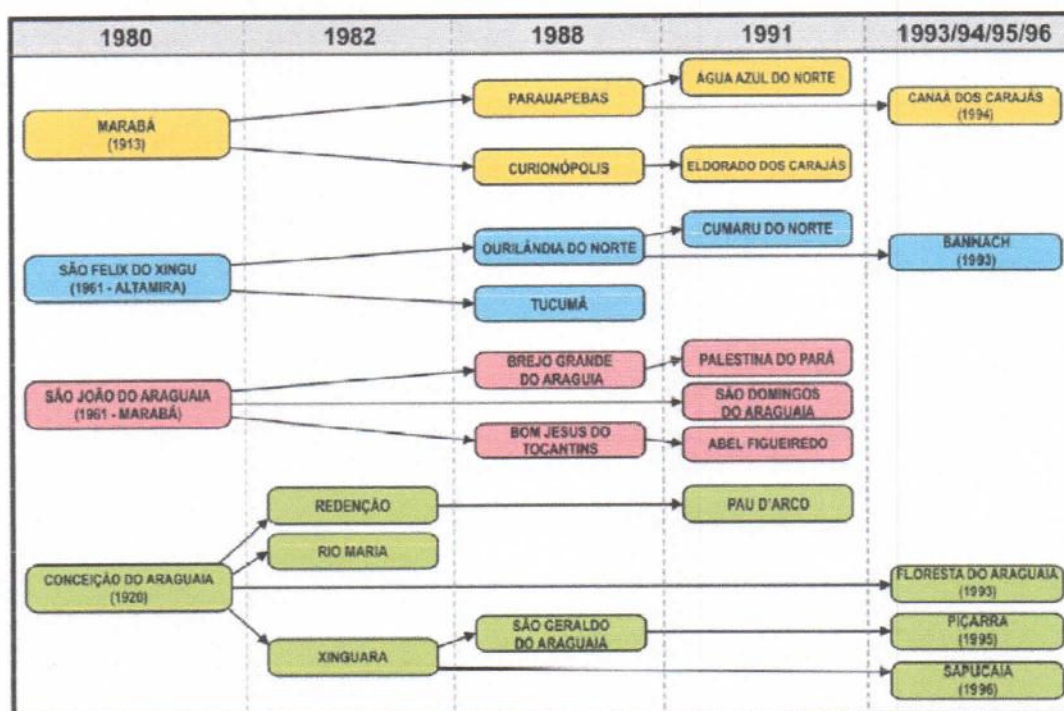 1980
1982
1988
1991
1993/94/95/96
MARABÁ
(1913)
PARAUAPEBAS
ÁGUA AZUL DO NORTE
CANAÃ DOS CARAJÁS
(1994)
CURIONÓPOLIS
ELDORADO DOS CARAJÁS
SÃO FELIX DO XINGU
(1961 - ALTAMIRA)
OURILÂNDIA DO NORTE
CUMARU DO NORTE
BANNACH
(1993)
TUCUMÃ
SÃO JOÃO DO ARAGUAIA
(1961 - MARABÁ)
BREJO GRANDE
DO ARAGUIA
PALESTINA DO PARÁ
SÃO DOMINGOS
DO ARAGUAIA
BOM JESUS DO
TOCANTINS
ABEL FIGUEIREDO
CONCEIÇÃO DO ARAGUAIA
(1920)
REDENÇÃO
PAU D'ARCO
RIO MARIA
FLORESTA DO ARAGUAIA
(1993)
XINGUARA
SÃO GERALDO
DO ARAGUAIA
PIÇARRA
(1995)
SAPUCAIA
(1996)